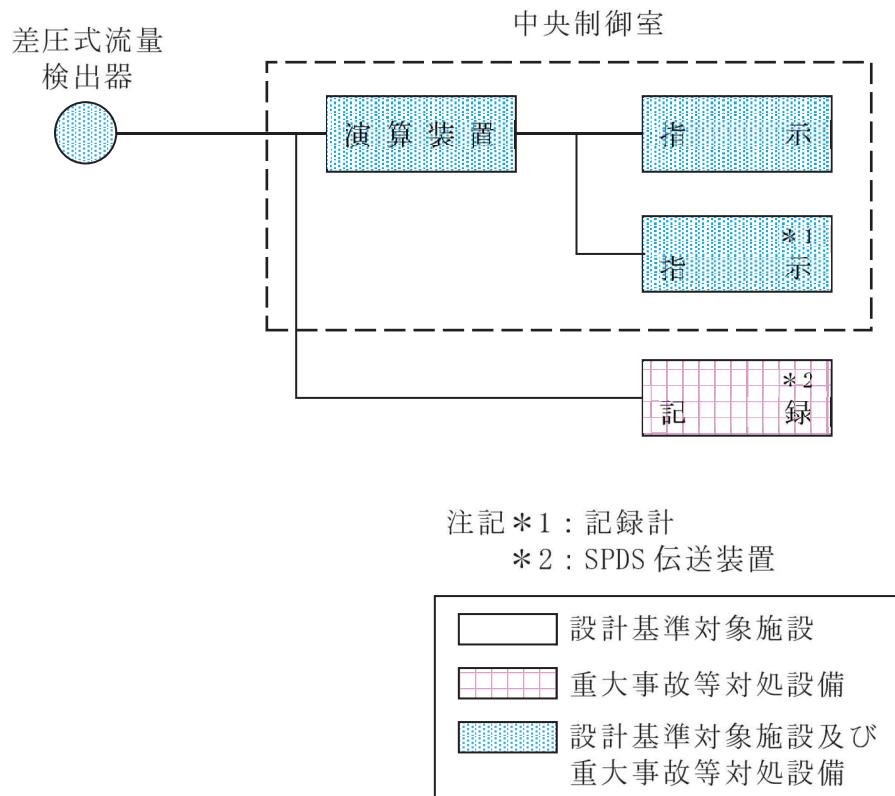 中央制御室
差圧式流量
検出器
演算装置
指示
＊1
指示
＊2
記録
注記＊1：記録計
＊2：SPDS伝送装置
設計基準対象施設
重大事故等対処設備
設計基準対象施設及び
重大事故等対処設備